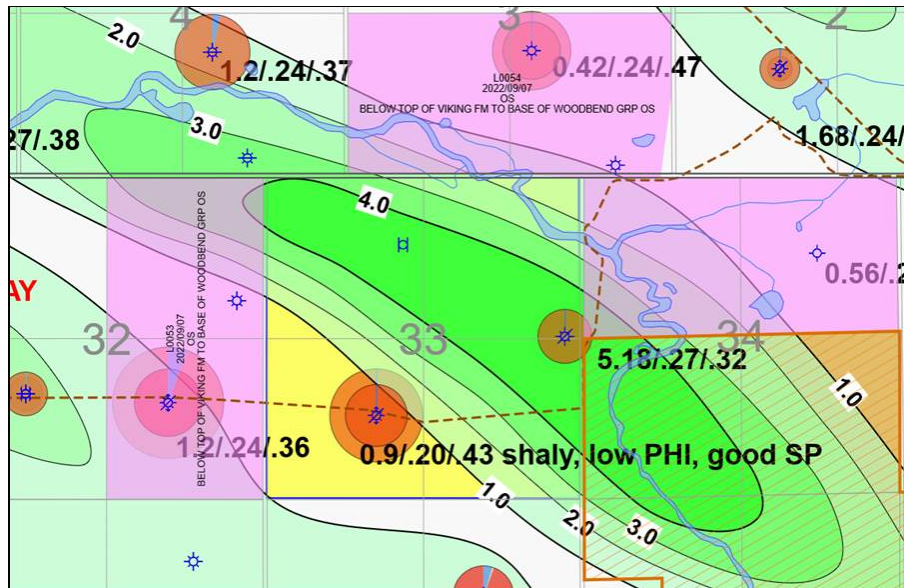 4
3
2
2.0
1.2/.24/.37
0.42/.24/.47
L0054
2022/09/07
OS
BELOW TOP OF VIKING FM TO BASE OF WOODBEND GRP OS
27/.38
3.0
1.68/.24/
4.0
AY
0.56/.2
32
L0053
2022/09/07
OS
BELOW TOP OF VIKING FM TO BASE OF WOODBEND GRP OS
33
34
5.18/.27/.32
1.0
1.2/.24/.36
0.9/.20/.43 shaly, low PHI, good SP
1.0
2.0
3.0